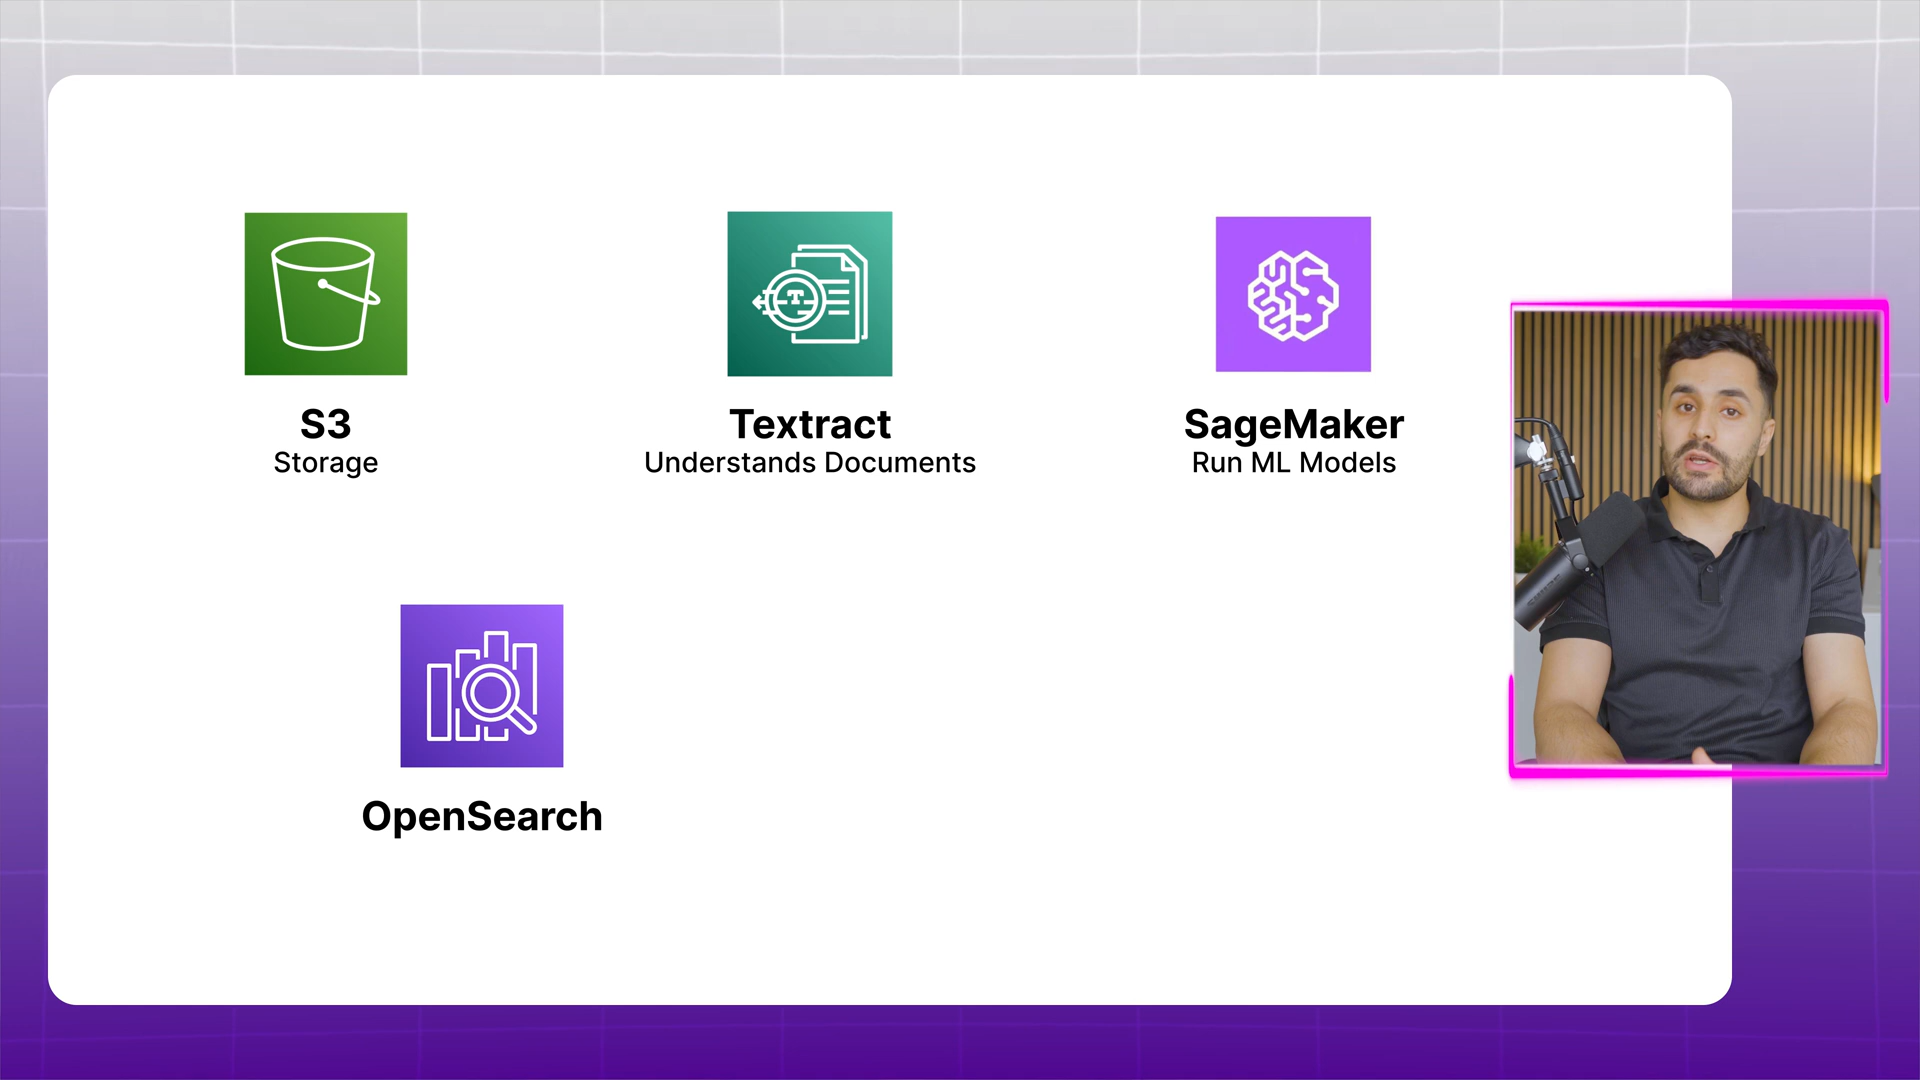 S3
Storage
Textract
Understands Documents
SageMaker
Run ML Models
OpenSearch